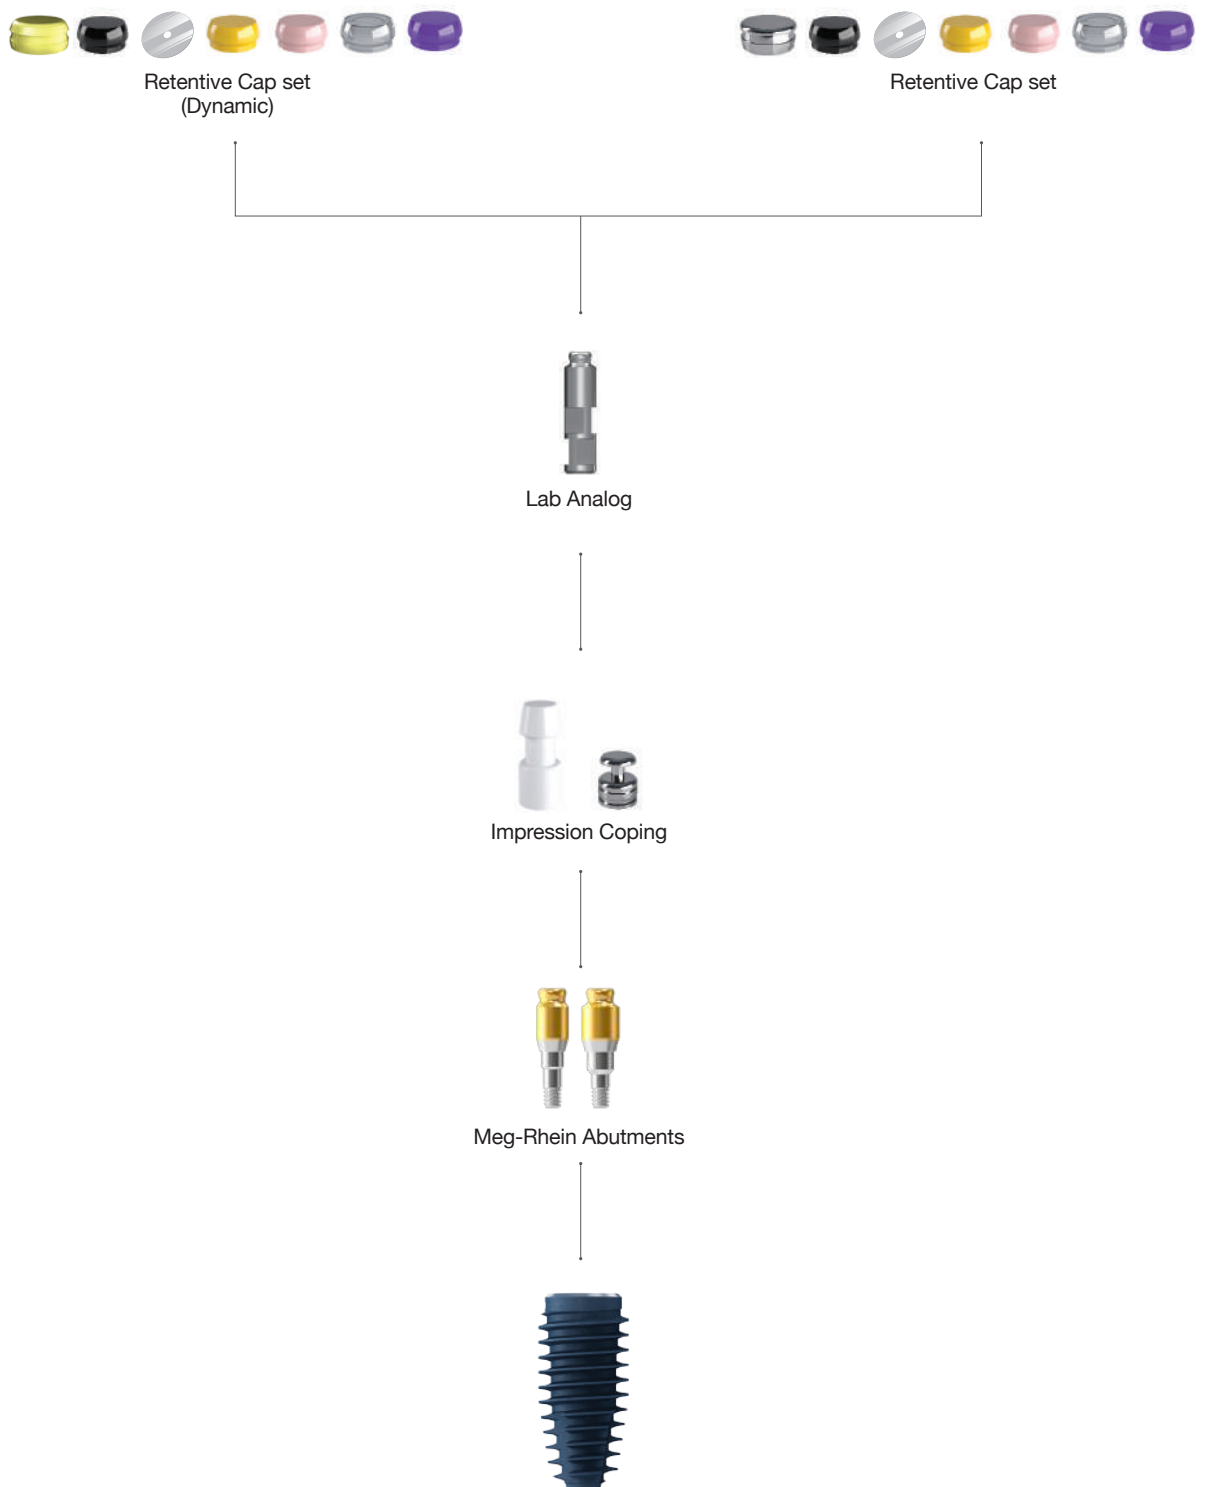 Retentive Cap set
(Dynamic)
Retentive Cap set
Lab Analog
Impression Coping
Meg-Rhein Abutments